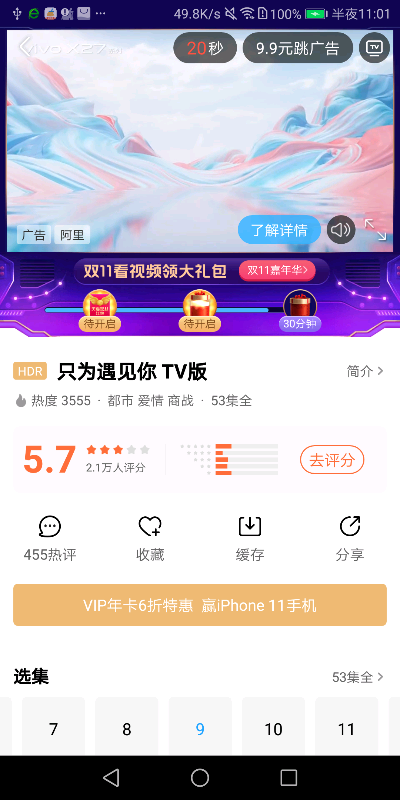 49.8K/s 100% 半夜11:01
20秒 9.9元跳广告 TV
广告 阿里 了解详情
双11看视频领大礼包 双11嘉年华>
待开启 待开启 30分钟
HDR 只为遇见你 TV版 简介>
热度 3555 · 都市 爱情 商战 · 53集全
5.7 2.1万人评分 去评分
455热评 收藏 缓存 分享
VIP年卡6折特惠 赢iPhone 11手机
选集 53集全>
7 8 9 10 11